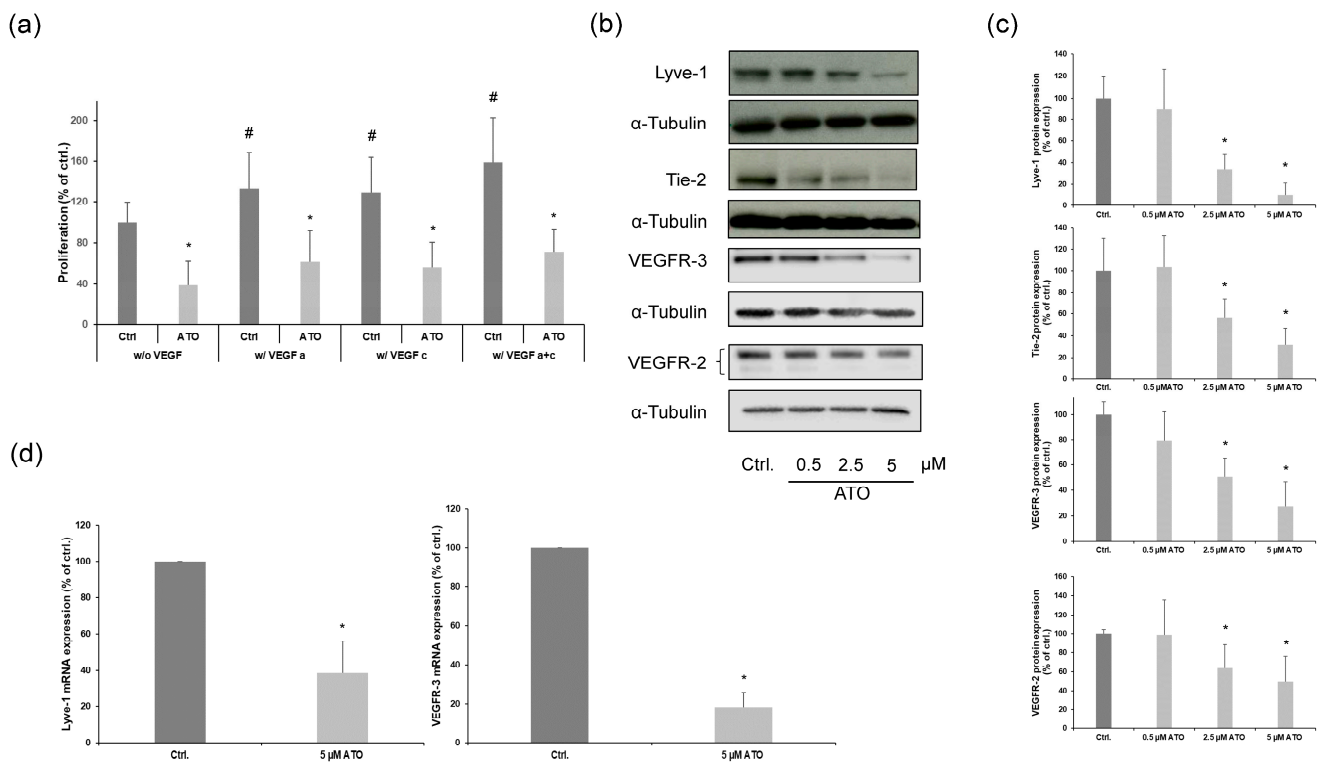 (a)
Proliferation (% of ctrl.)
200
160
120
80
40
0
#
#
#
*
*
*
*
Ctrl ATO Ctrl ATO Ctrl ATO Ctrl ATO
w/o VEGF w/ VEGF a w/ VEGF c w/ VEGF a+c
(b)
Lyve-1
α-Tubulin
Tie-2
α-Tubulin
VEGFR-3
α-Tubulin
VEGFR-2
α-Tubulin
Ctrl. 0.5 2.5 5 µM
ATO
(c)
Lyve-1 protein expression
(% of ctrl.)
140
120
100
80
60
40
20
0
*
*
Ctrl. 0.5 µM ATO 2.5 µM ATO 5 µM ATO
Tie-2 protein expression
(% of ctrl.)
140
120
100
80
60
40
20
0
*
*
Ctrl. 0.5 µMATO 2.5 µM ATO 5 µM ATO
VEGFR-3 protein expression
(% of ctrl.)
100
80
60
40
20
0
*
*
Ctrl. 0.5 µM ATO 2.5 µM ATO 5 µM ATO
VEGFR-2 protein expression
(% of ctrl.)
160
140
120
100
80
60
40
20
0
*
*
Ctrl. 0.5 µM ATO 2.5 µM ATO 5 µM ATO
(d)
Lyve-1 mRNA expression (% of ctrl.)
120
100
80
60
40
20
0
*
Ctrl. 5 µM ATO
VEGFR-3 mRNA expression (% of ctrl.)
120
100
80
60
40
20
0
*
Ctrl. 5 µM ATO